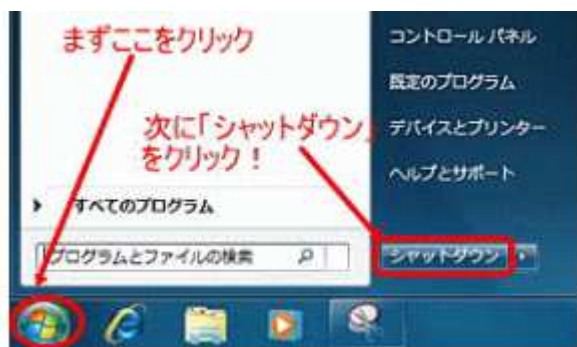 まずここをクリック
コントロール パネル
既定のプログラム
次に「シャットダウン」
をクリック！
デバイスとプリンター
ヘルプとサポート
すべてのプログラム
プログラムとファイルの検索
シャットダウン